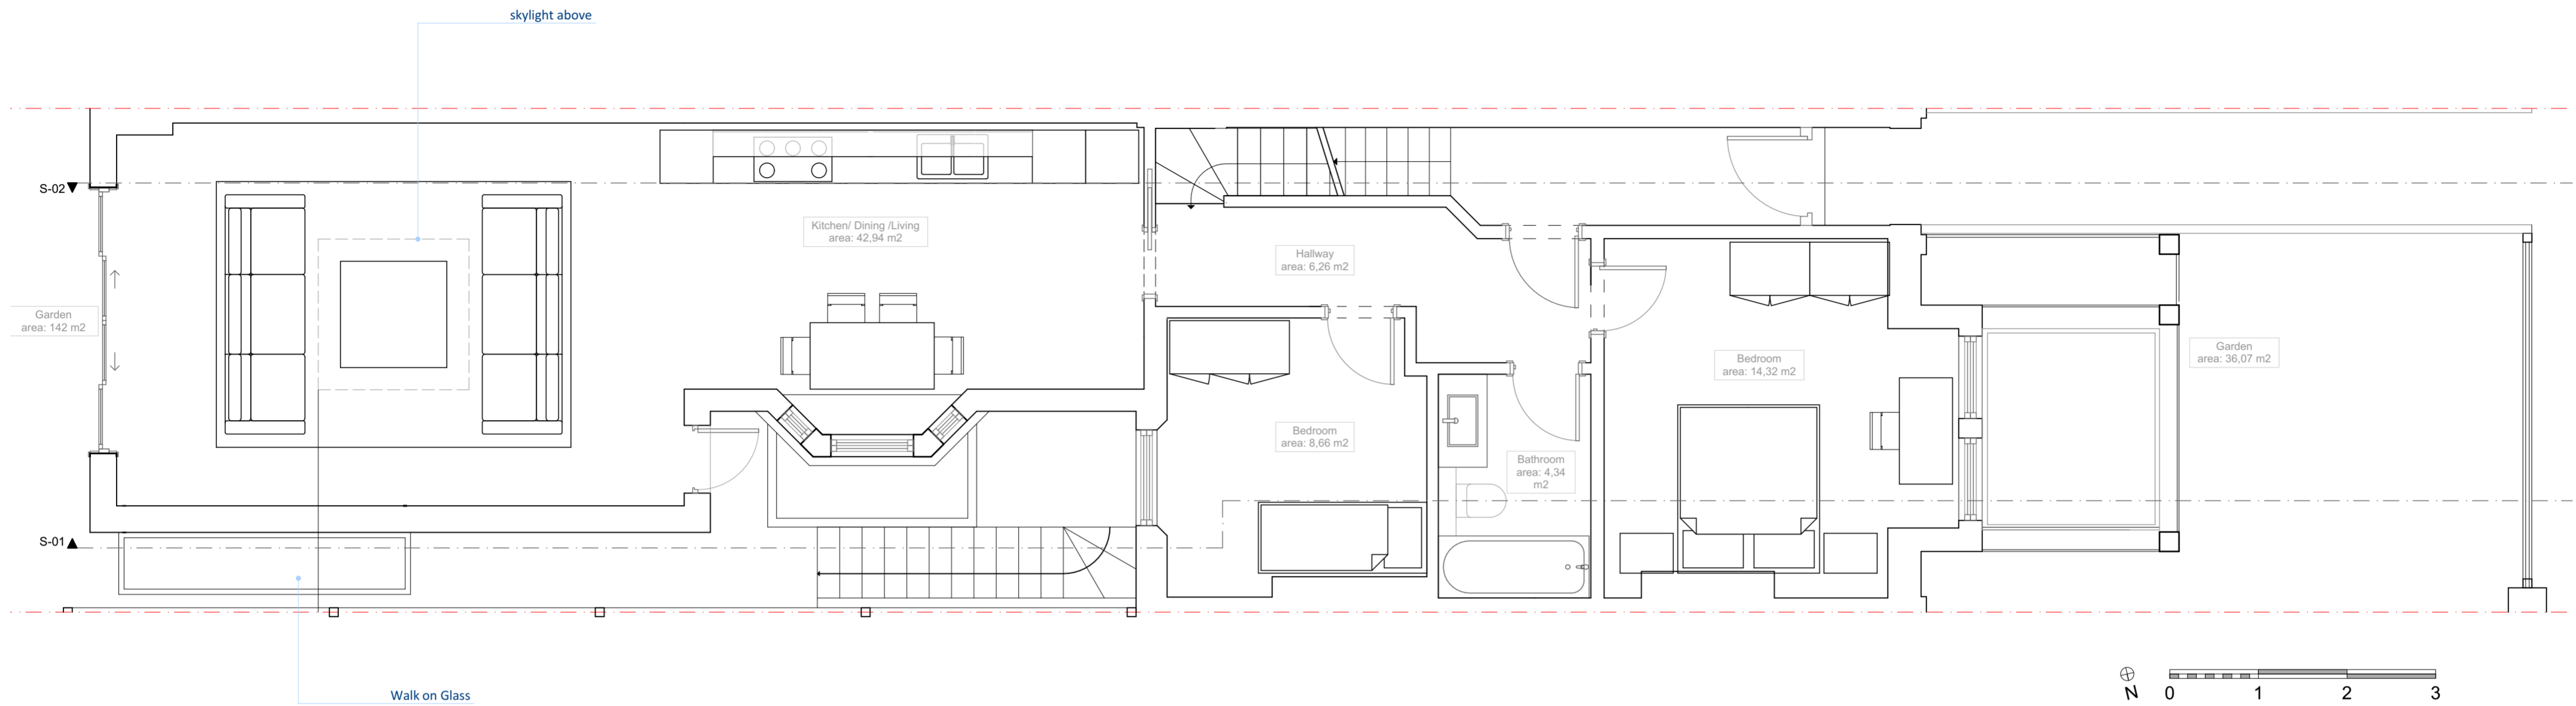 skylight above
S-02
Kitchen/ Dining /Living
area: 42,94 m2
Hallway
area: 6,26 m2
Garden
area: 142 m2
Bedroom
area: 14,32 m2
Garden
area: 36,07 m2
Bedroom
area: 8,66 m2
Bathroom
area: 4,34
m2
S-01
Walk on Glass
N
0 1 2 3